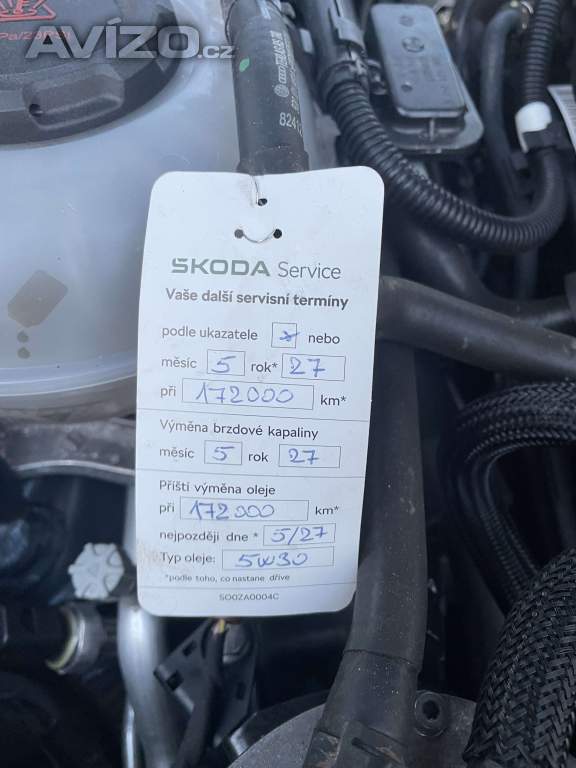 Avízo.cz
ŠKODA Service
Vaše další servisní termíny
podle ukazatele x nebo
měsíc 5 rok* 27
při 172000 km*
Výměna brzdové kapaliny
měsíc 5 rok 27
Příští výměna oleje
při 172000 km*
nejpozději dne * 5/27
Typ oleje: 5W30
*podle toho, co nastane dříve
S00ZA0004C